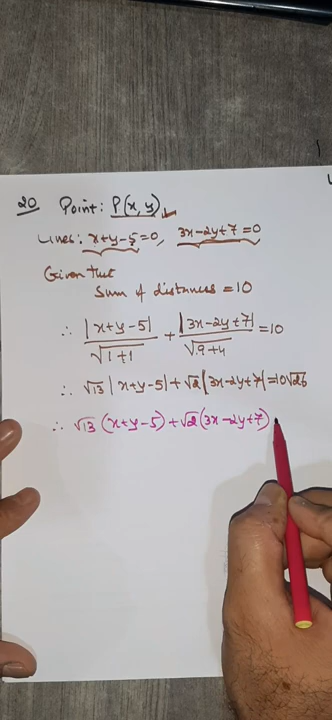 20 Point: P(x, y)
Lines: x+y-5=0, 3x-2y+7=0
Given that
Sum of distances = 10
∴ |x+y-5|/√(1+1) + |3x-2y+7|/√(9+4) = 10
∴ √13 |x+y-5| + √2 |3x-2y+7| = 10√26
∴ √13 (x+y-5) + √2 (3x-2y+7)